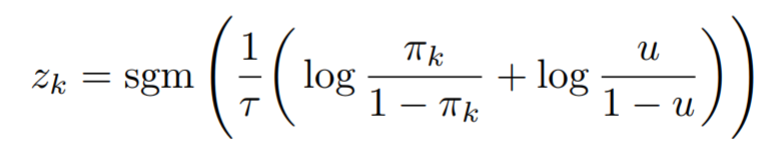 z_k = sgm ( 1/τ ( log π_k/(1 − π_k) + log u/(1 − u) ) )